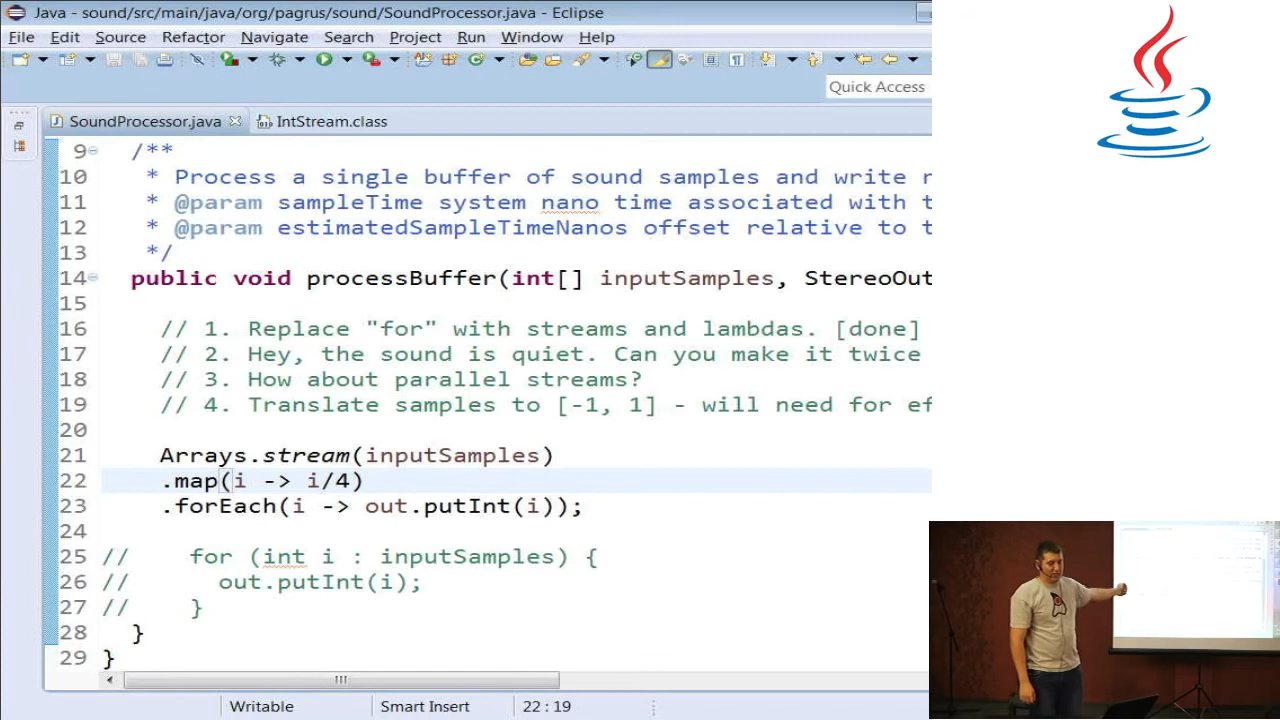 Java - sound/src/main/java/org/pagrus/sound/SoundProcessor.java - Eclipse
File Edit Source Refactor Navigate Search Project Run Window Help
Quick Access
SoundProcessor.java IntStream.class
9 /**
10 * Process a single buffer of sound samples and write
11 * @param sampleTime system nano time associated with
12 * @param estimatedSampleTimeNanos offset relative to
13 */
14 public void processBuffer(int[] inputSamples, StereoOut
15
16 // 1. Replace "for" with streams and lambdas. [done]
17 // 2. Hey, the sound is quiet. Can you make it twice
18 // 3. How about parallel streams?
19 // 4. Translate samples to [-1, 1] - will need for ef
20
21 Arrays.stream(inputSamples)
22 .map(i -> i/4)
23 .forEach(i -> out.putInt(i));
24
25 // for (int i : inputSamples) {
26 // out.putInt(i);
27 // }
28 }
29 }
Writable Smart Insert 22 : 19